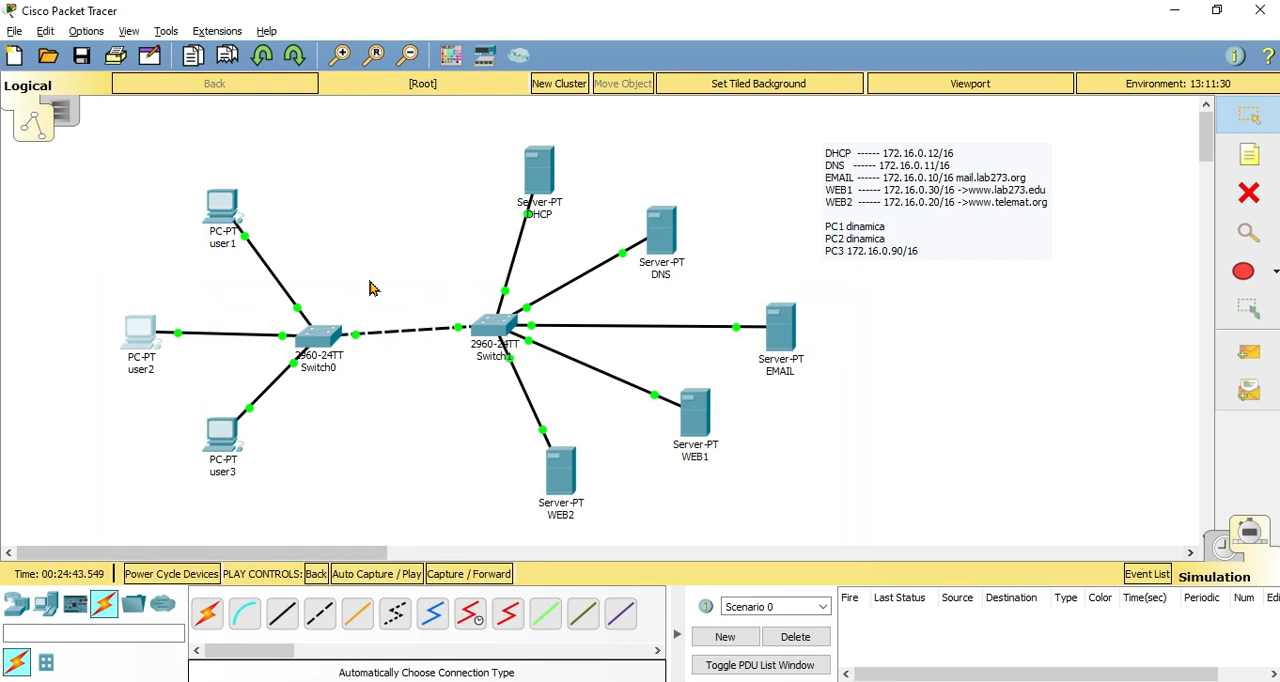 Cisco Packet Tracer
File Edit Options View Tools Extensions Help
Logical
Back
[Root]
New Cluster
Move Object
Set Tiled Background
Viewport
Environment: 13:11:30
PC-PT
user1
PC-PT
user2
PC-PT
user3
2960-24TT
Switch0
2960-24TT
Switch1
Server-PT
DHCP
Server-PT
DNS
Server-PT
EMAIL
Server-PT
WEB1
Server-PT
WEB2
DHCP ------ 172.16.0.12/16
DNS ------ 172.16.0.11/16
EMAIL ------ 172.16.0.10/16 mail.lab273.org
WEB1 ------ 172.16.0.30/16 ->www.lab273.edu
WEB2 ------ 172.16.0.20/16 ->www.telemat.org
PC1 dinamica
PC2 dinamica
PC3 172.16.0.90/16
Time: 00:24:43.549
Power Cycle Devices
PLAY CONTROLS:
Back
Auto Capture / Play
Capture / Forward
Event List
Simulation
Scenario 0
New
Delete
Toggle PDU List Window
Fire Last Status Source Destination Type Color Time(sec) Periodic Num Edi
Automatically Choose Connection Type